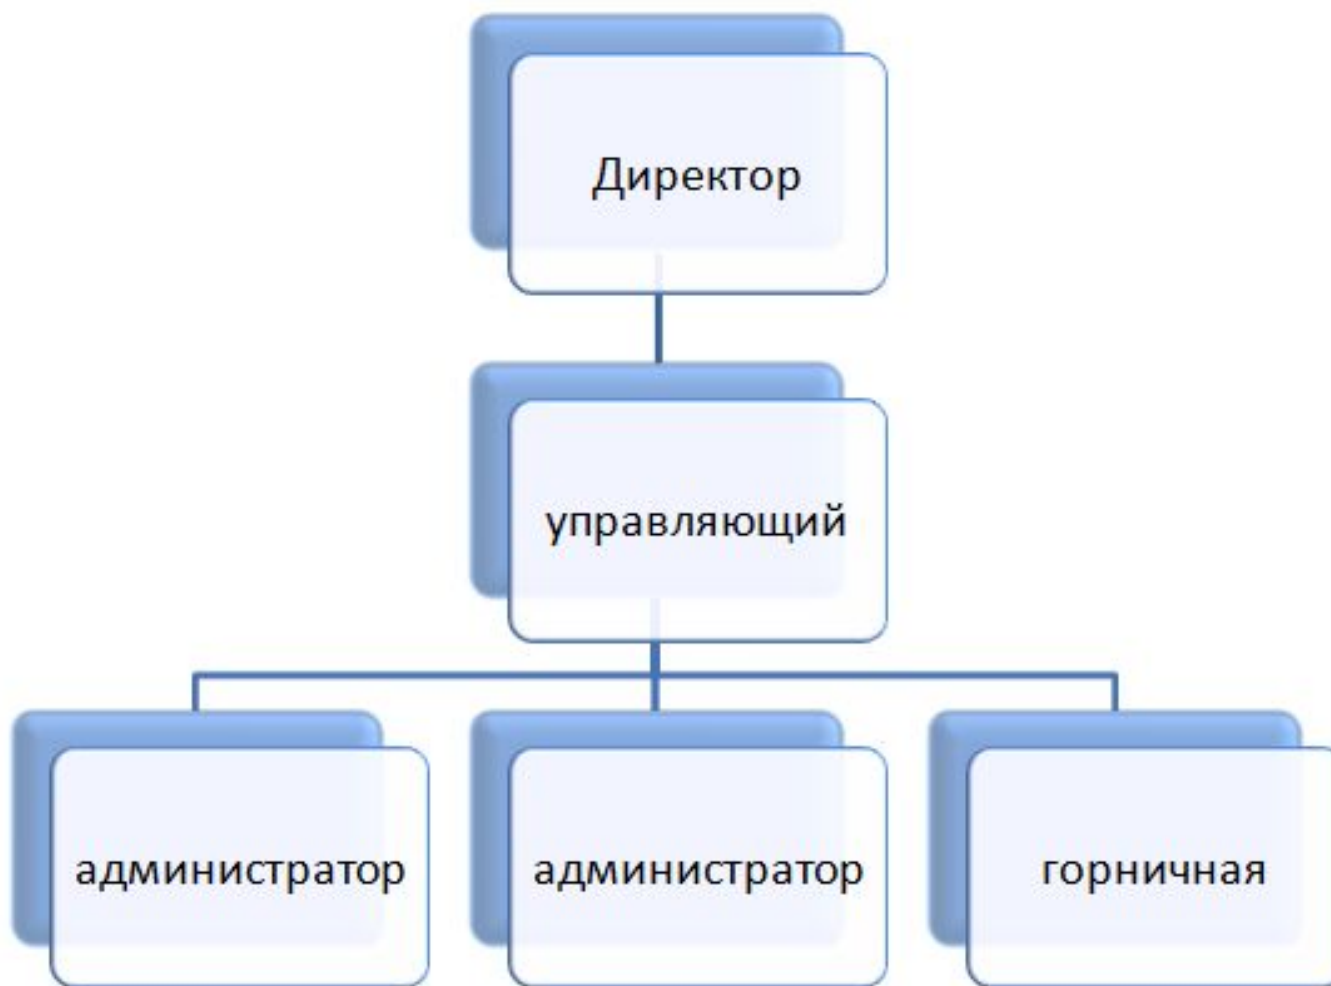 Директор
управляющий
администратор
администратор
горничная